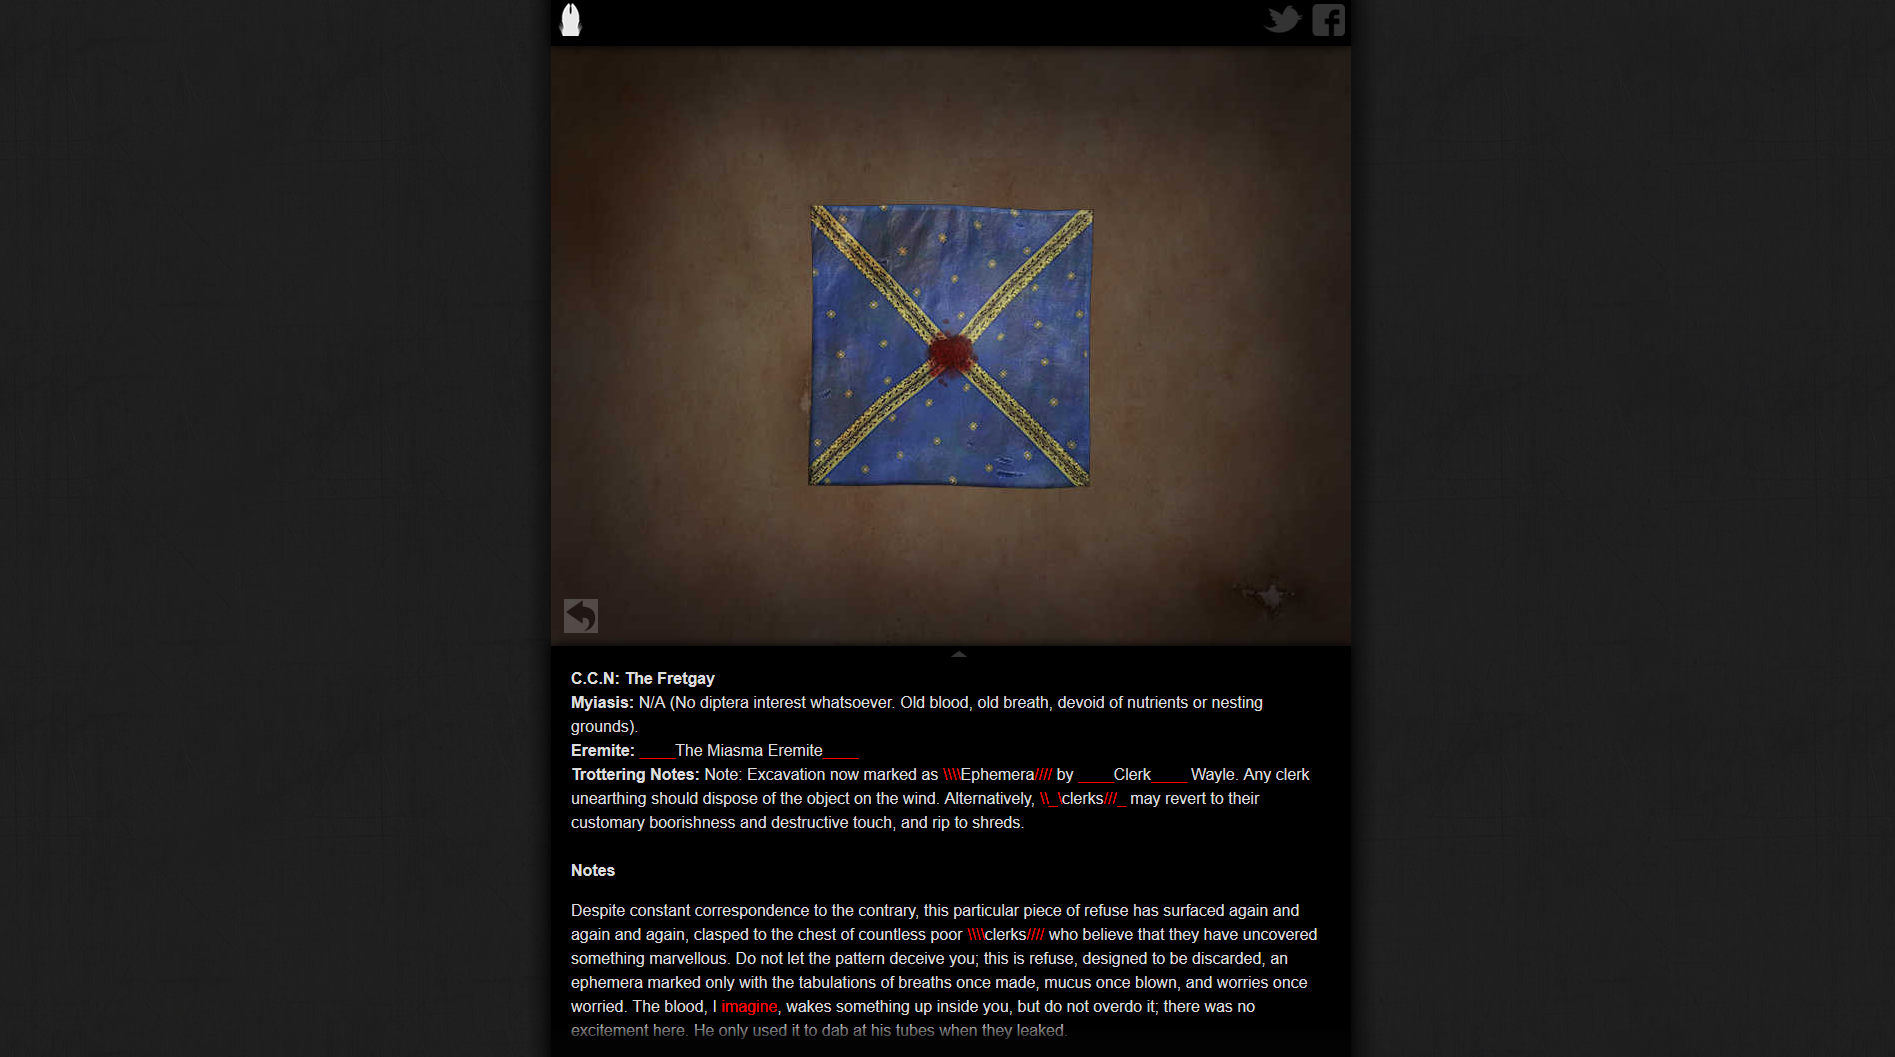 C.C.N: The Fretgay
Myiasis: N/A (No diptera interest whatsoever. Old blood, old breath, devoid of nutrients or nesting
grounds).
Eremite: ____The Miasma Eremite____
Trottering Notes: Note: Excavation now marked as \\\\Ephemera//// by ____Clerk____ Wayle. Any clerk
unearthing should dispose of the object on the wind. Alternatively, \\_\clerks///_ may revert to their
customary boorishness and destructive touch, and rip to shreds.
Notes
Despite constant correspondence to the contrary, this particular piece of refuse has surfaced again and
again and again, clasped to the chest of countless poor \\\\clerks//// who believe that they have uncovered
something marvellous. Do not let the pattern deceive you; this is refuse, designed to be discarded, an
ephemera marked only with the tabulations of breaths once made, mucus once blown, and worries once
worried. The blood, I imagine, wakes something up inside you, but do not overdo it; there was no
excitement here. He only used it to dab at his tubes when they leaked.